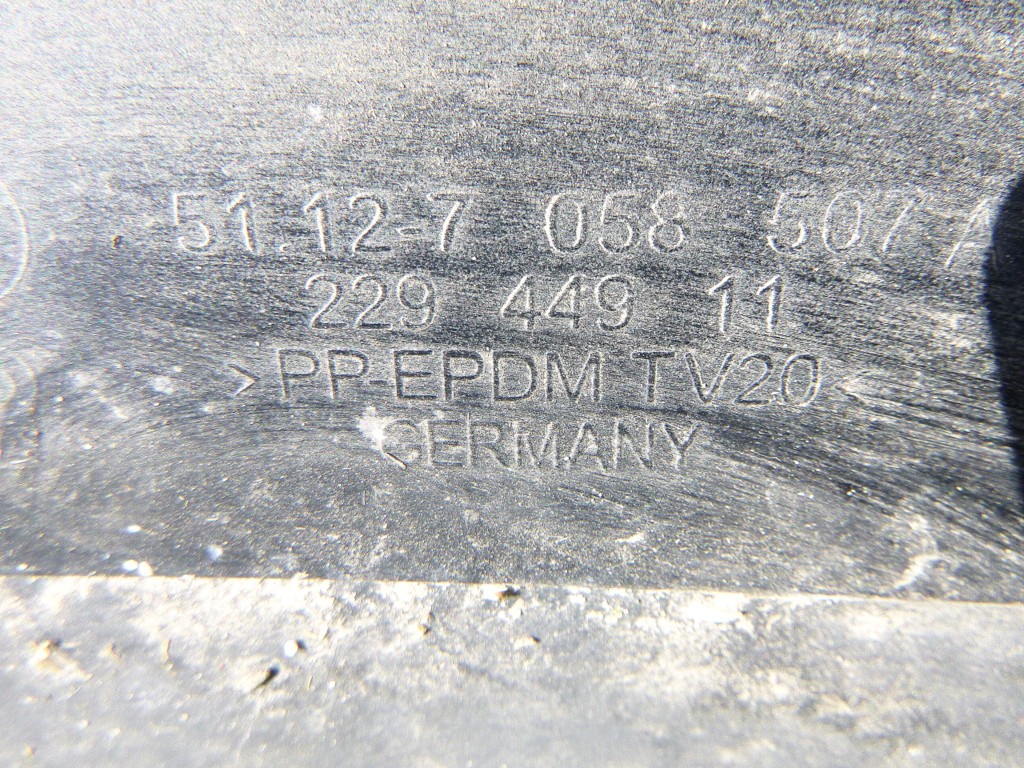 51.12-7 058 507 A
229 449 11
>PP-EPDM TV20<
GERMANY